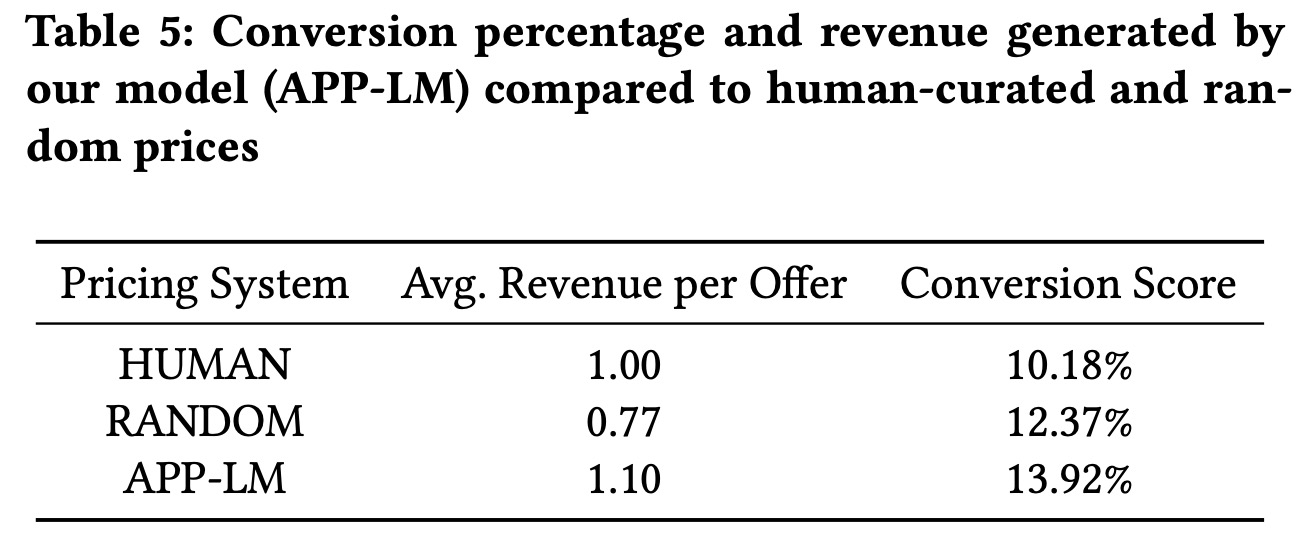 Table 5: Conversion percentage and revenue generated by
our model (APP-LM) compared to human-curated and ran-
dom prices
Pricing System Avg. Revenue per Offer Conversion Score
HUMAN 1.00 10.18%
RANDOM 0.77 12.37%
APP-LM 1.10 13.92%